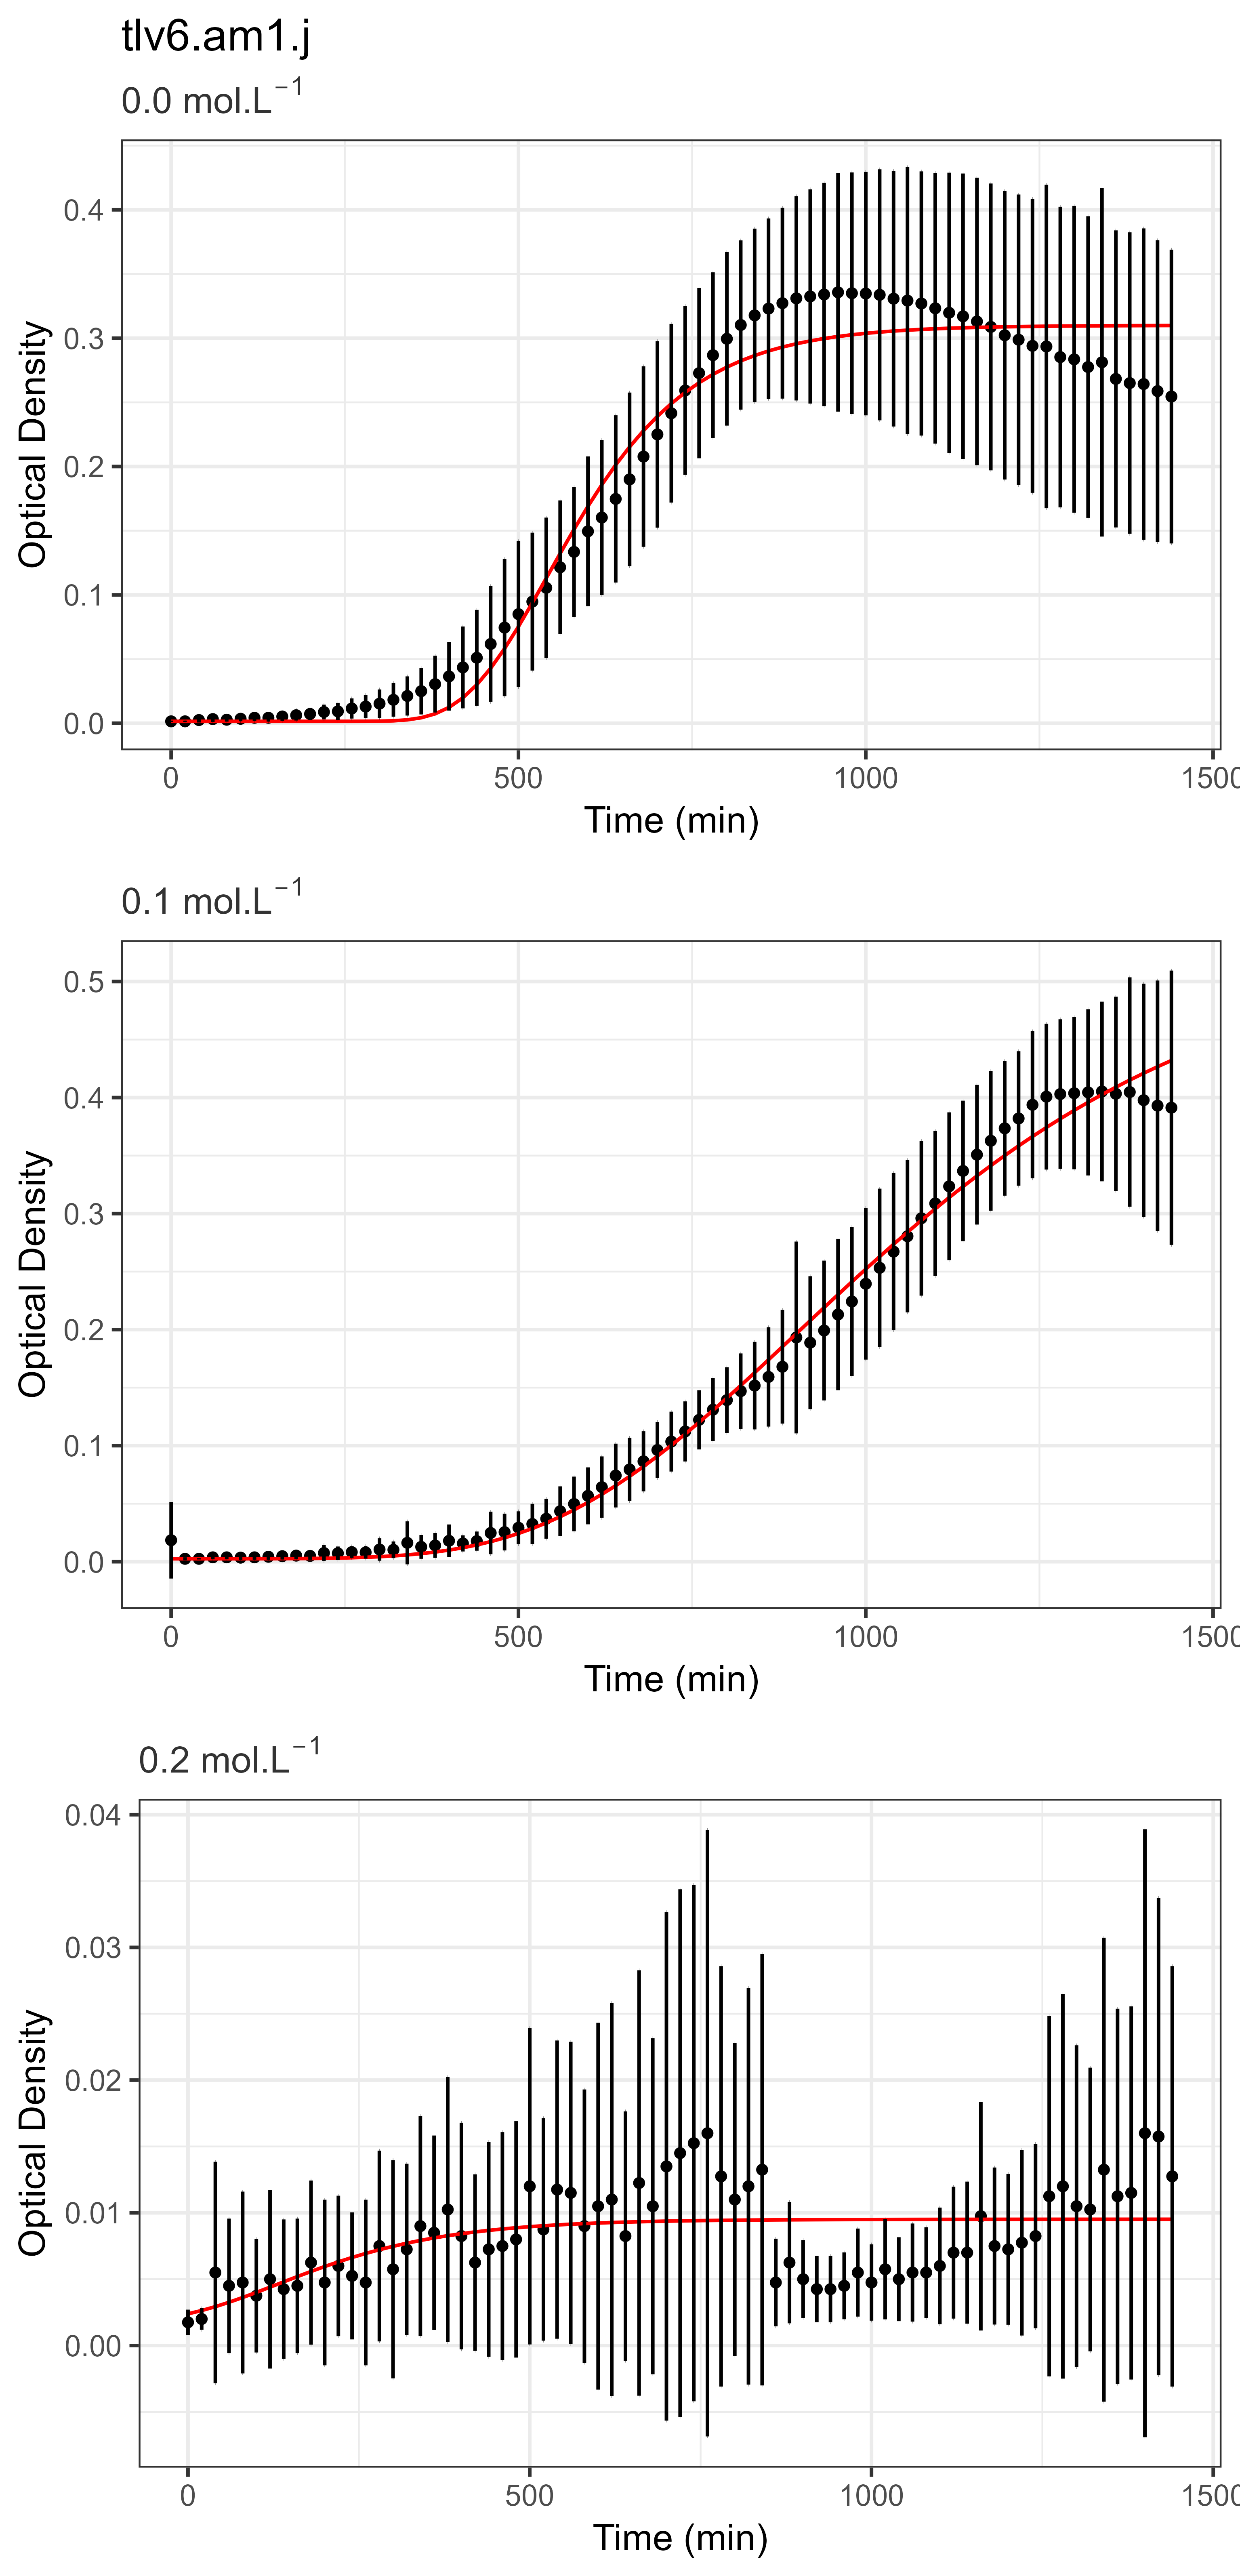 tlv6.am1.j
0.0 mol.L⁻¹
Optical Density
0.4
0.3
0.2
0.1
0.0
0 500 1000 1500
Time (min)
0.1 mol.L⁻¹
Optical Density
0.5
0.4
0.3
0.2
0.1
0.0
0 500 1000 1500
Time (min)
0.2 mol.L⁻¹
Optical Density
0.04
0.03
0.02
0.01
0.00
0 500 1000 1500
Time (min)